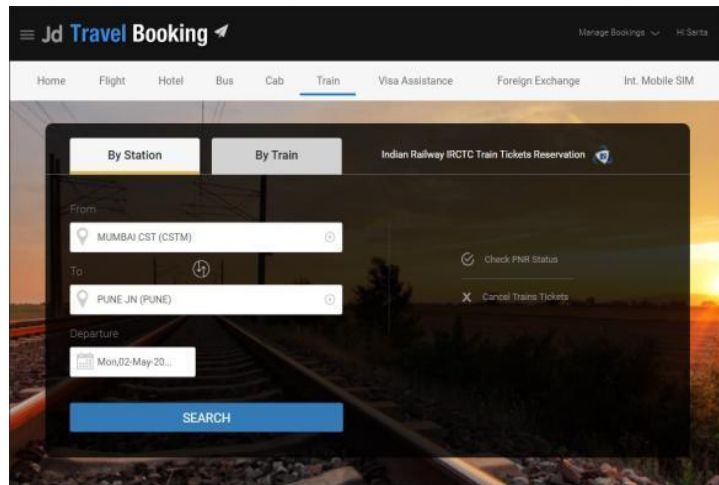 Jd Travel Booking
Manage Bookings Hi Santa
Home Flight Hotel Bus Cab Train Visa Assistance Foreign Exchange Int. Mobile SIM
By Station By Train Indian Railway IRCTC Train Tickets Reservation
From
MUMBAI CST (CSTM)
Check PNR Status
To
Cancel Trains Tickets
PUNE JN (PUNE)
Departure
Mon,02-May-20...
SEARCH